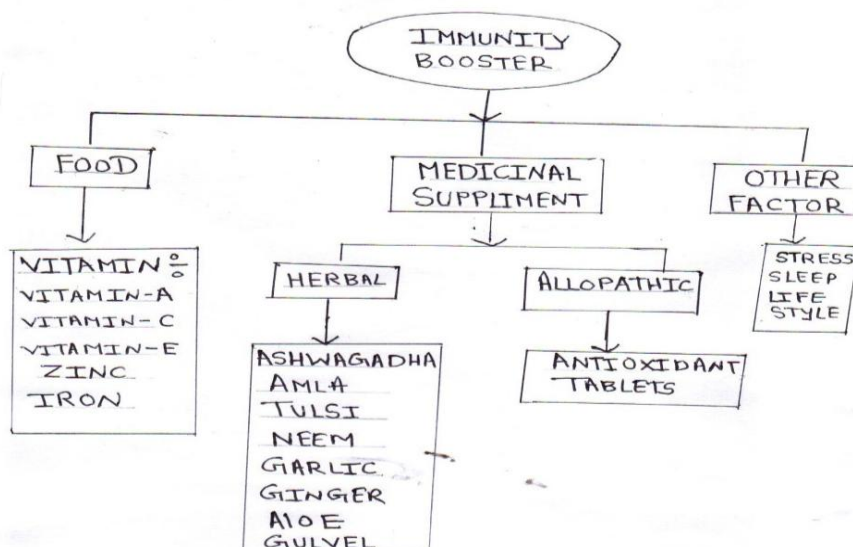 IMMUNITY
BOOSTER
FOOD
MEDICINAL
SUPPLIMENT
OTHER
FACTOR
VITAMIN÷
VITAMIN-A
VITAMIN-C
VITAMIN-E
ZINC
IRON
HERBAL
ALLOPATHIC
STRESS
SLEEP
LIFE
STYLE
ASHWAGADHA
AMLA
TULSI
NEEM
GARLIC
GINGER
AlOE
GULVEL
ANTIOXIDANT
TABLETS